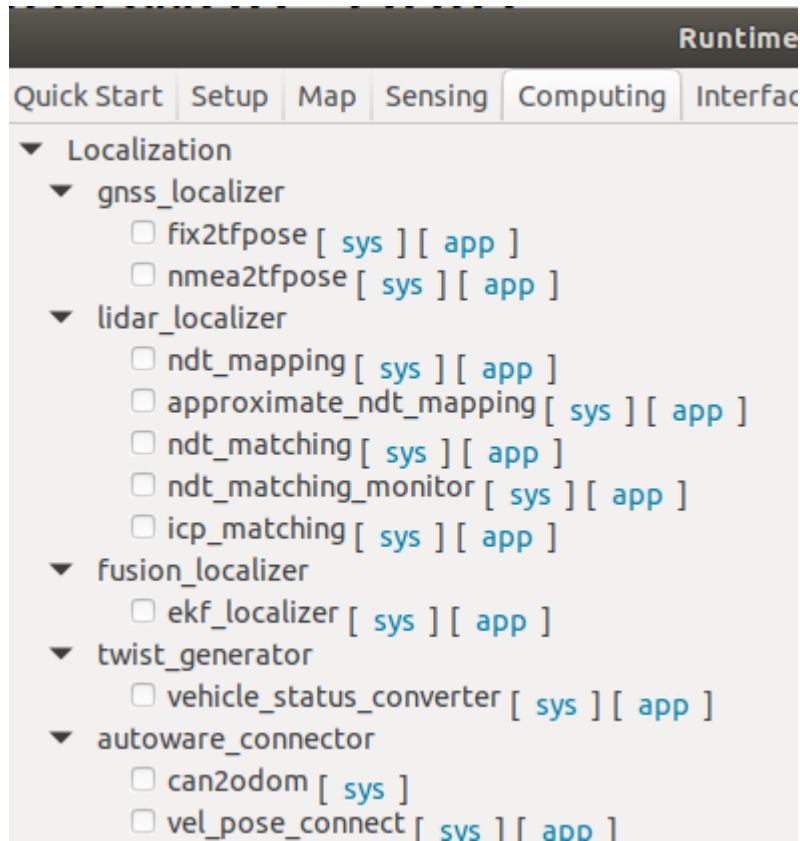 Runtime
Quick Start Setup Map Sensing Computing Interfac
Localization
gnss_localizer
fix2tfpose [ sys ] [ app ]
nmea2tfpose [ sys ] [ app ]
lidar_localizer
ndt_mapping [ sys ] [ app ]
approximate_ndt_mapping [ sys ] [ app ]
ndt_matching [ sys ] [ app ]
ndt_matching_monitor [ sys ] [ app ]
icp_matching [ sys ] [ app ]
fusion_localizer
ekf_localizer [ sys ] [ app ]
twist_generator
vehicle_status_converter [ sys ] [ app ]
autoware_connector
can2odom [ sys ]
vel_pose_connect [ sys ] [ app ]